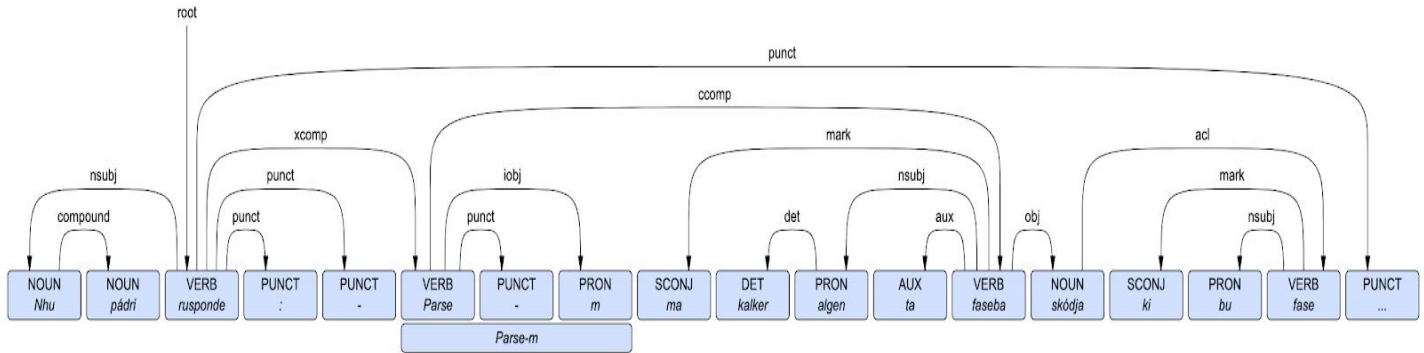 root
punct
ccomp
xcomp mark acl
nsubj punct iobj nsubj mark
compound punct punct det aux obj nsubj
NOUN NOUN VERB PUNCT PUNCT VERB PUNCT PRON SCONJ DET PRON AUX VERB NOUN SCONJ PRON VERB PUNCT
Nhu pádri rusponde : - Parse - m ma kalker algen ta faseba skódja ki bu fase ...
Parse-m